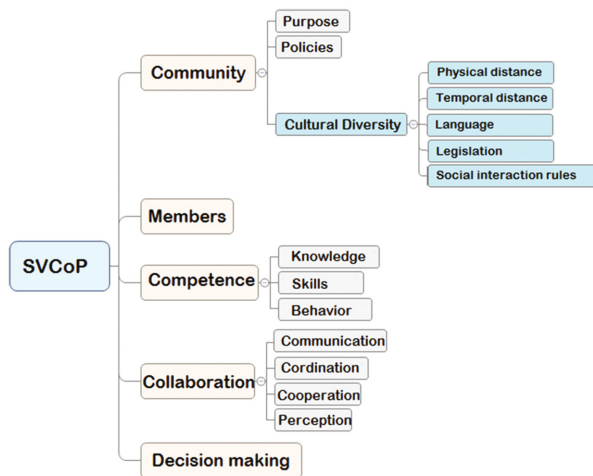 SVCoP
Community
Purpose
Policies
Cultural Diversity
Physical distance
Temporal distance
Language
Legislation
Social interaction rules
Members
Competence
Knowledge
Skills
Behavior
Collaboration
Communication
Cordination
Cooperation
Perception
Decision making